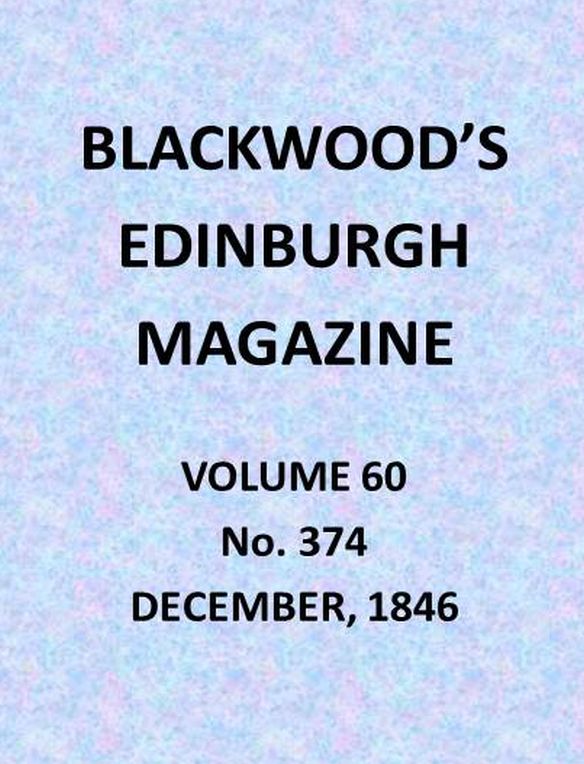 BLACKWOOD’S
EDINBURGH
MAGAZINE
VOLUME 60
No. 374
DECEMBER, 1846